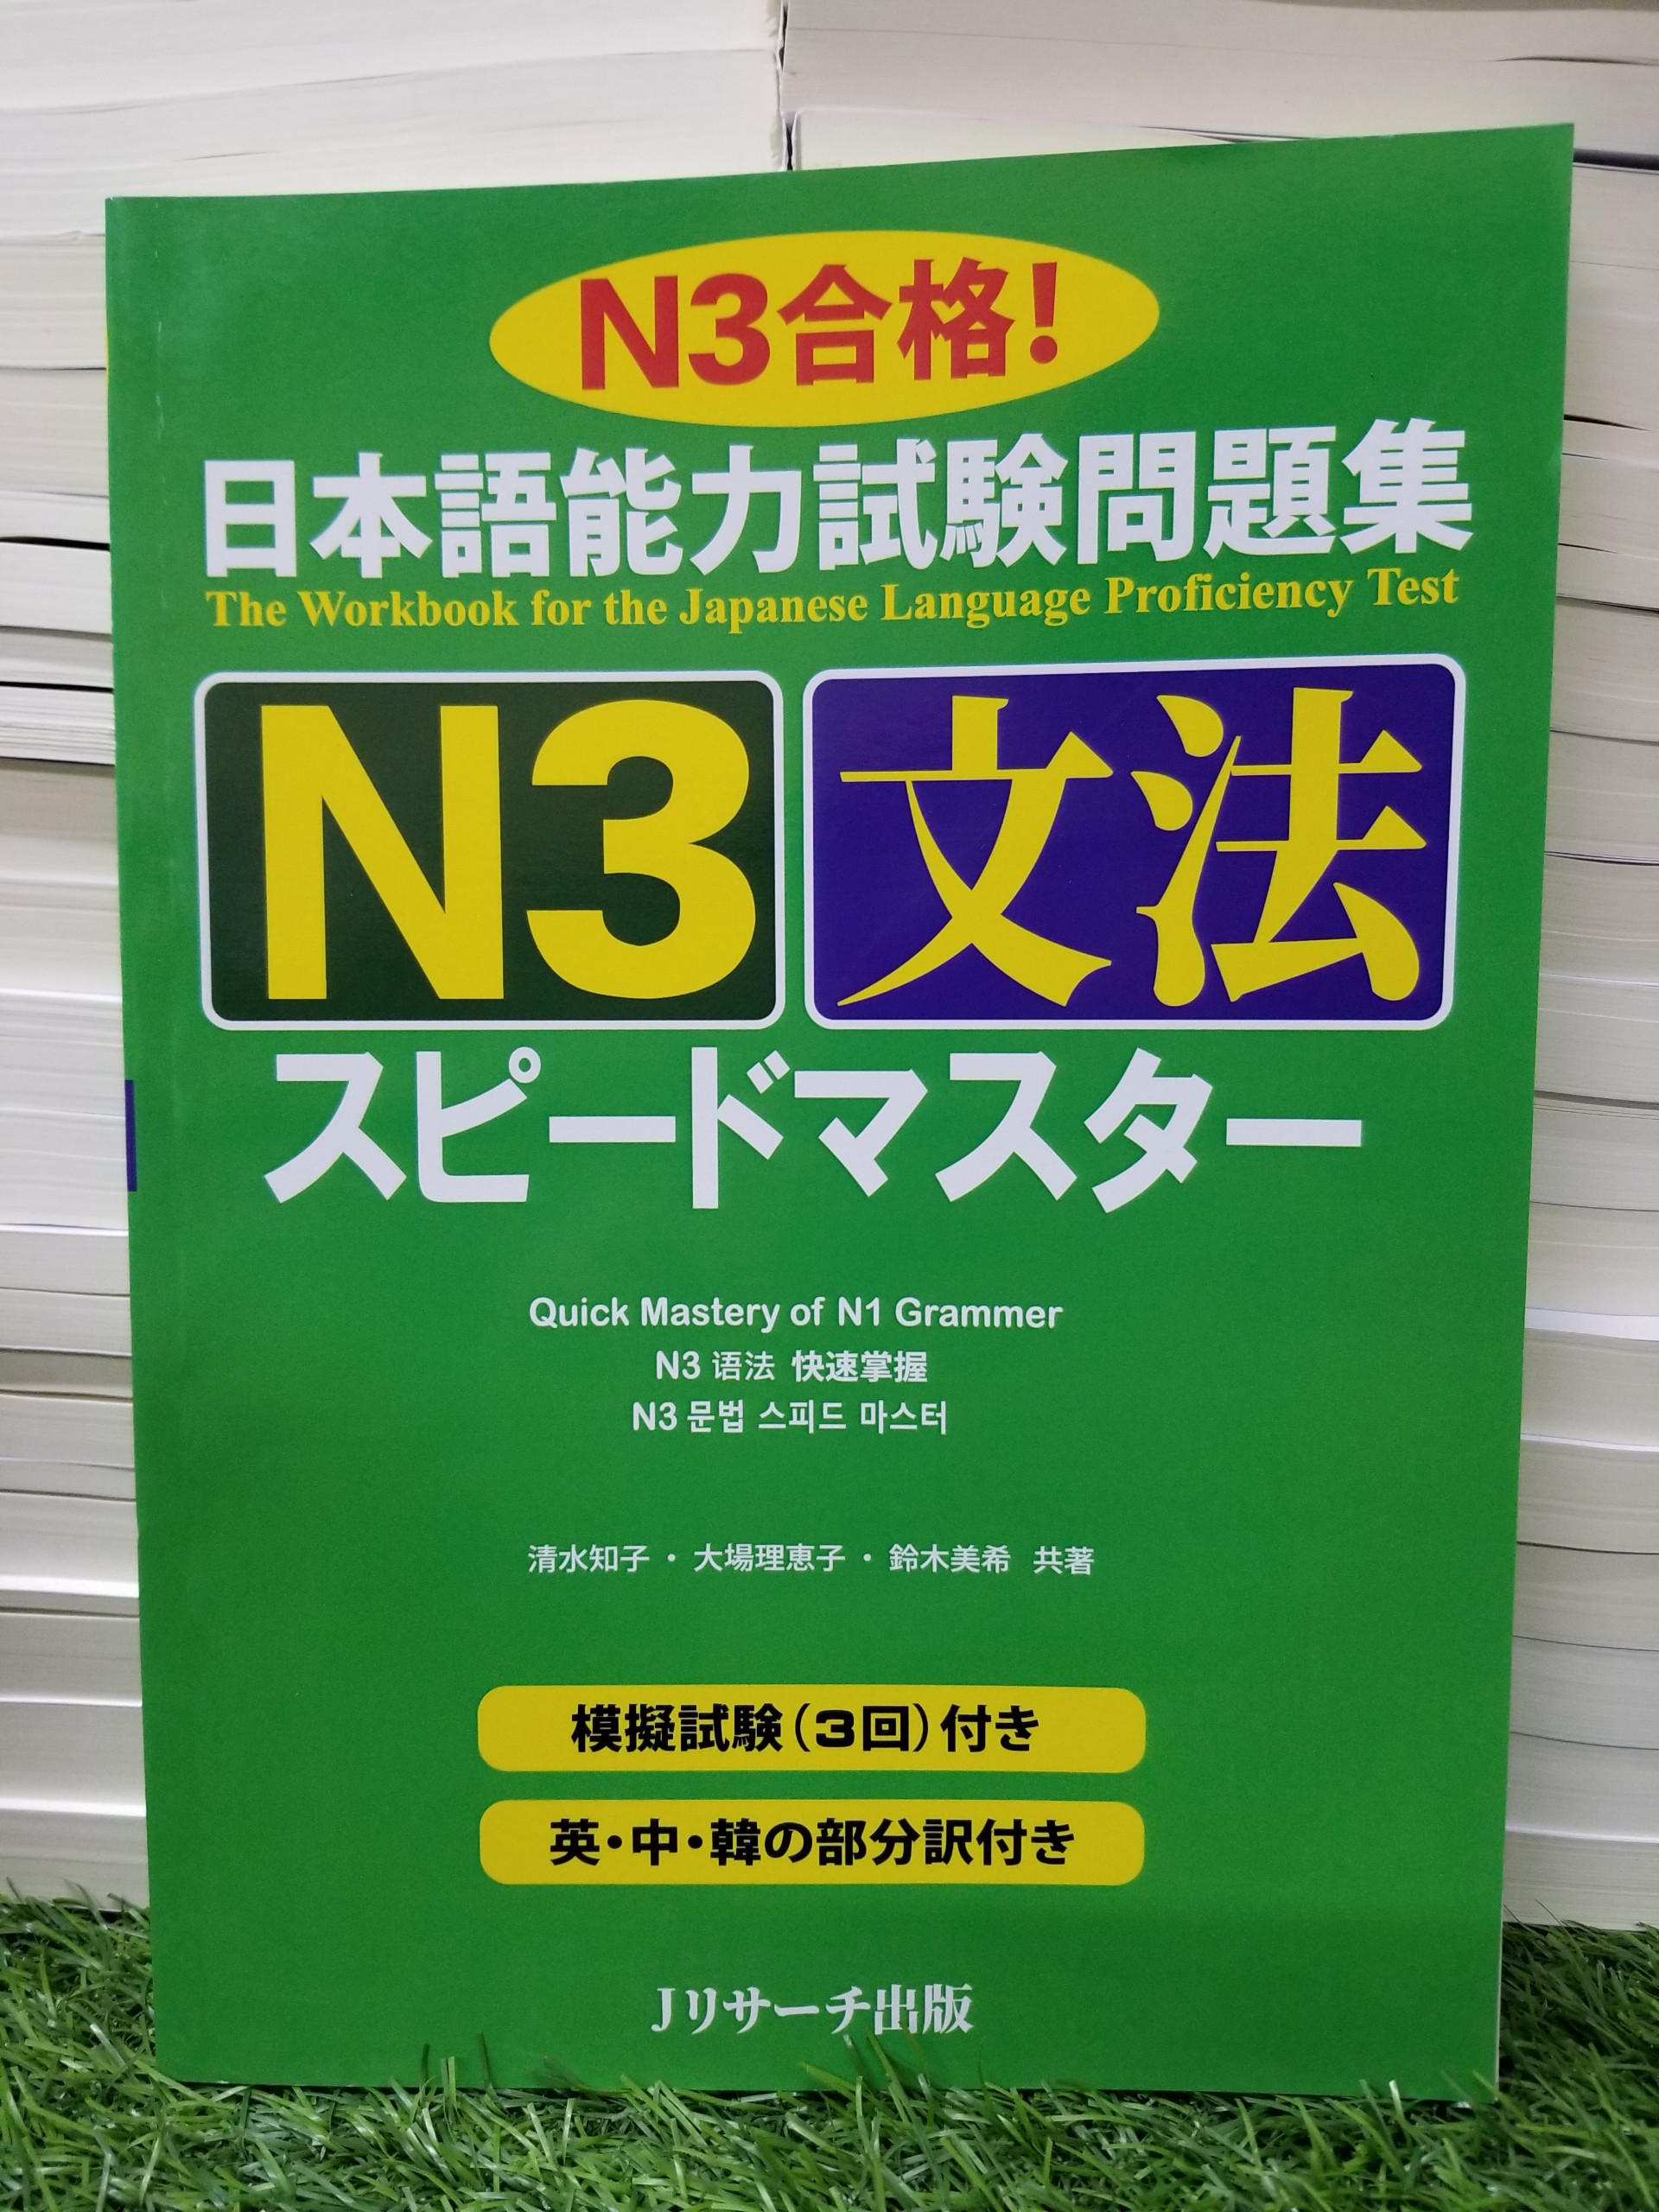 N3合格!
日本語能力試験問題集
The Workbook for the Japanese Language Proficiency Test
N3 文法
スピードマスター
Quick Mastery of N1 Grammer
N3 语法 快速掌握
N3 문법 스피드 마스터
清水知子・大場理恵子・鈴木美希 共著
模擬試験(3回)付き
英・中・韓の部分訳付き
Jリサーチ出版